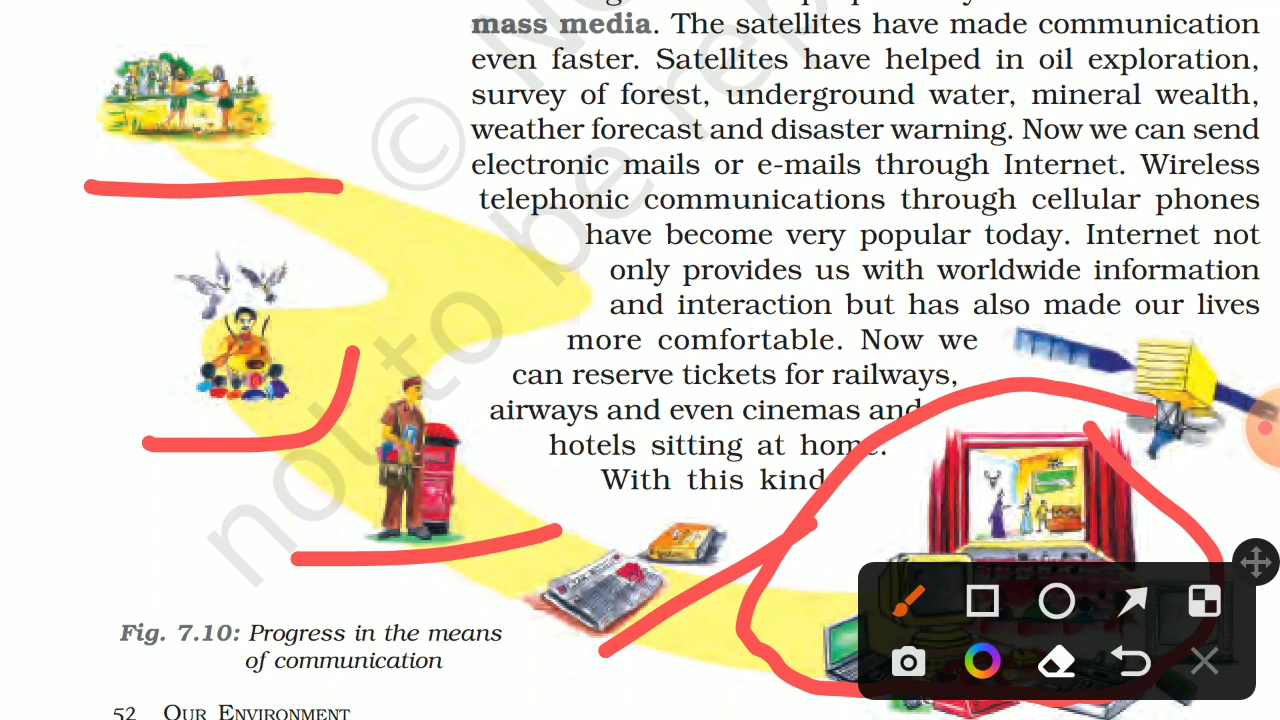 mass media. The satellites have made communication
even faster. Satellites have helped in oil exploration,
survey of forest, underground water, mineral wealth,
weather forecast and disaster warning. Now we can send
electronic mails or e-mails through Internet. Wireless
telephonic communications through cellular phones
have become very popular today. Internet not
only provides us with worldwide information
and interaction but has also made our lives
more comfortable. Now we
can reserve tickets for railways,
airways and even cinemas and
hotels sitting at home.
With this kind
Fig. 7.10: Progress in the means
of communication
52 OUR ENVIRONMENT
©
not to be rep